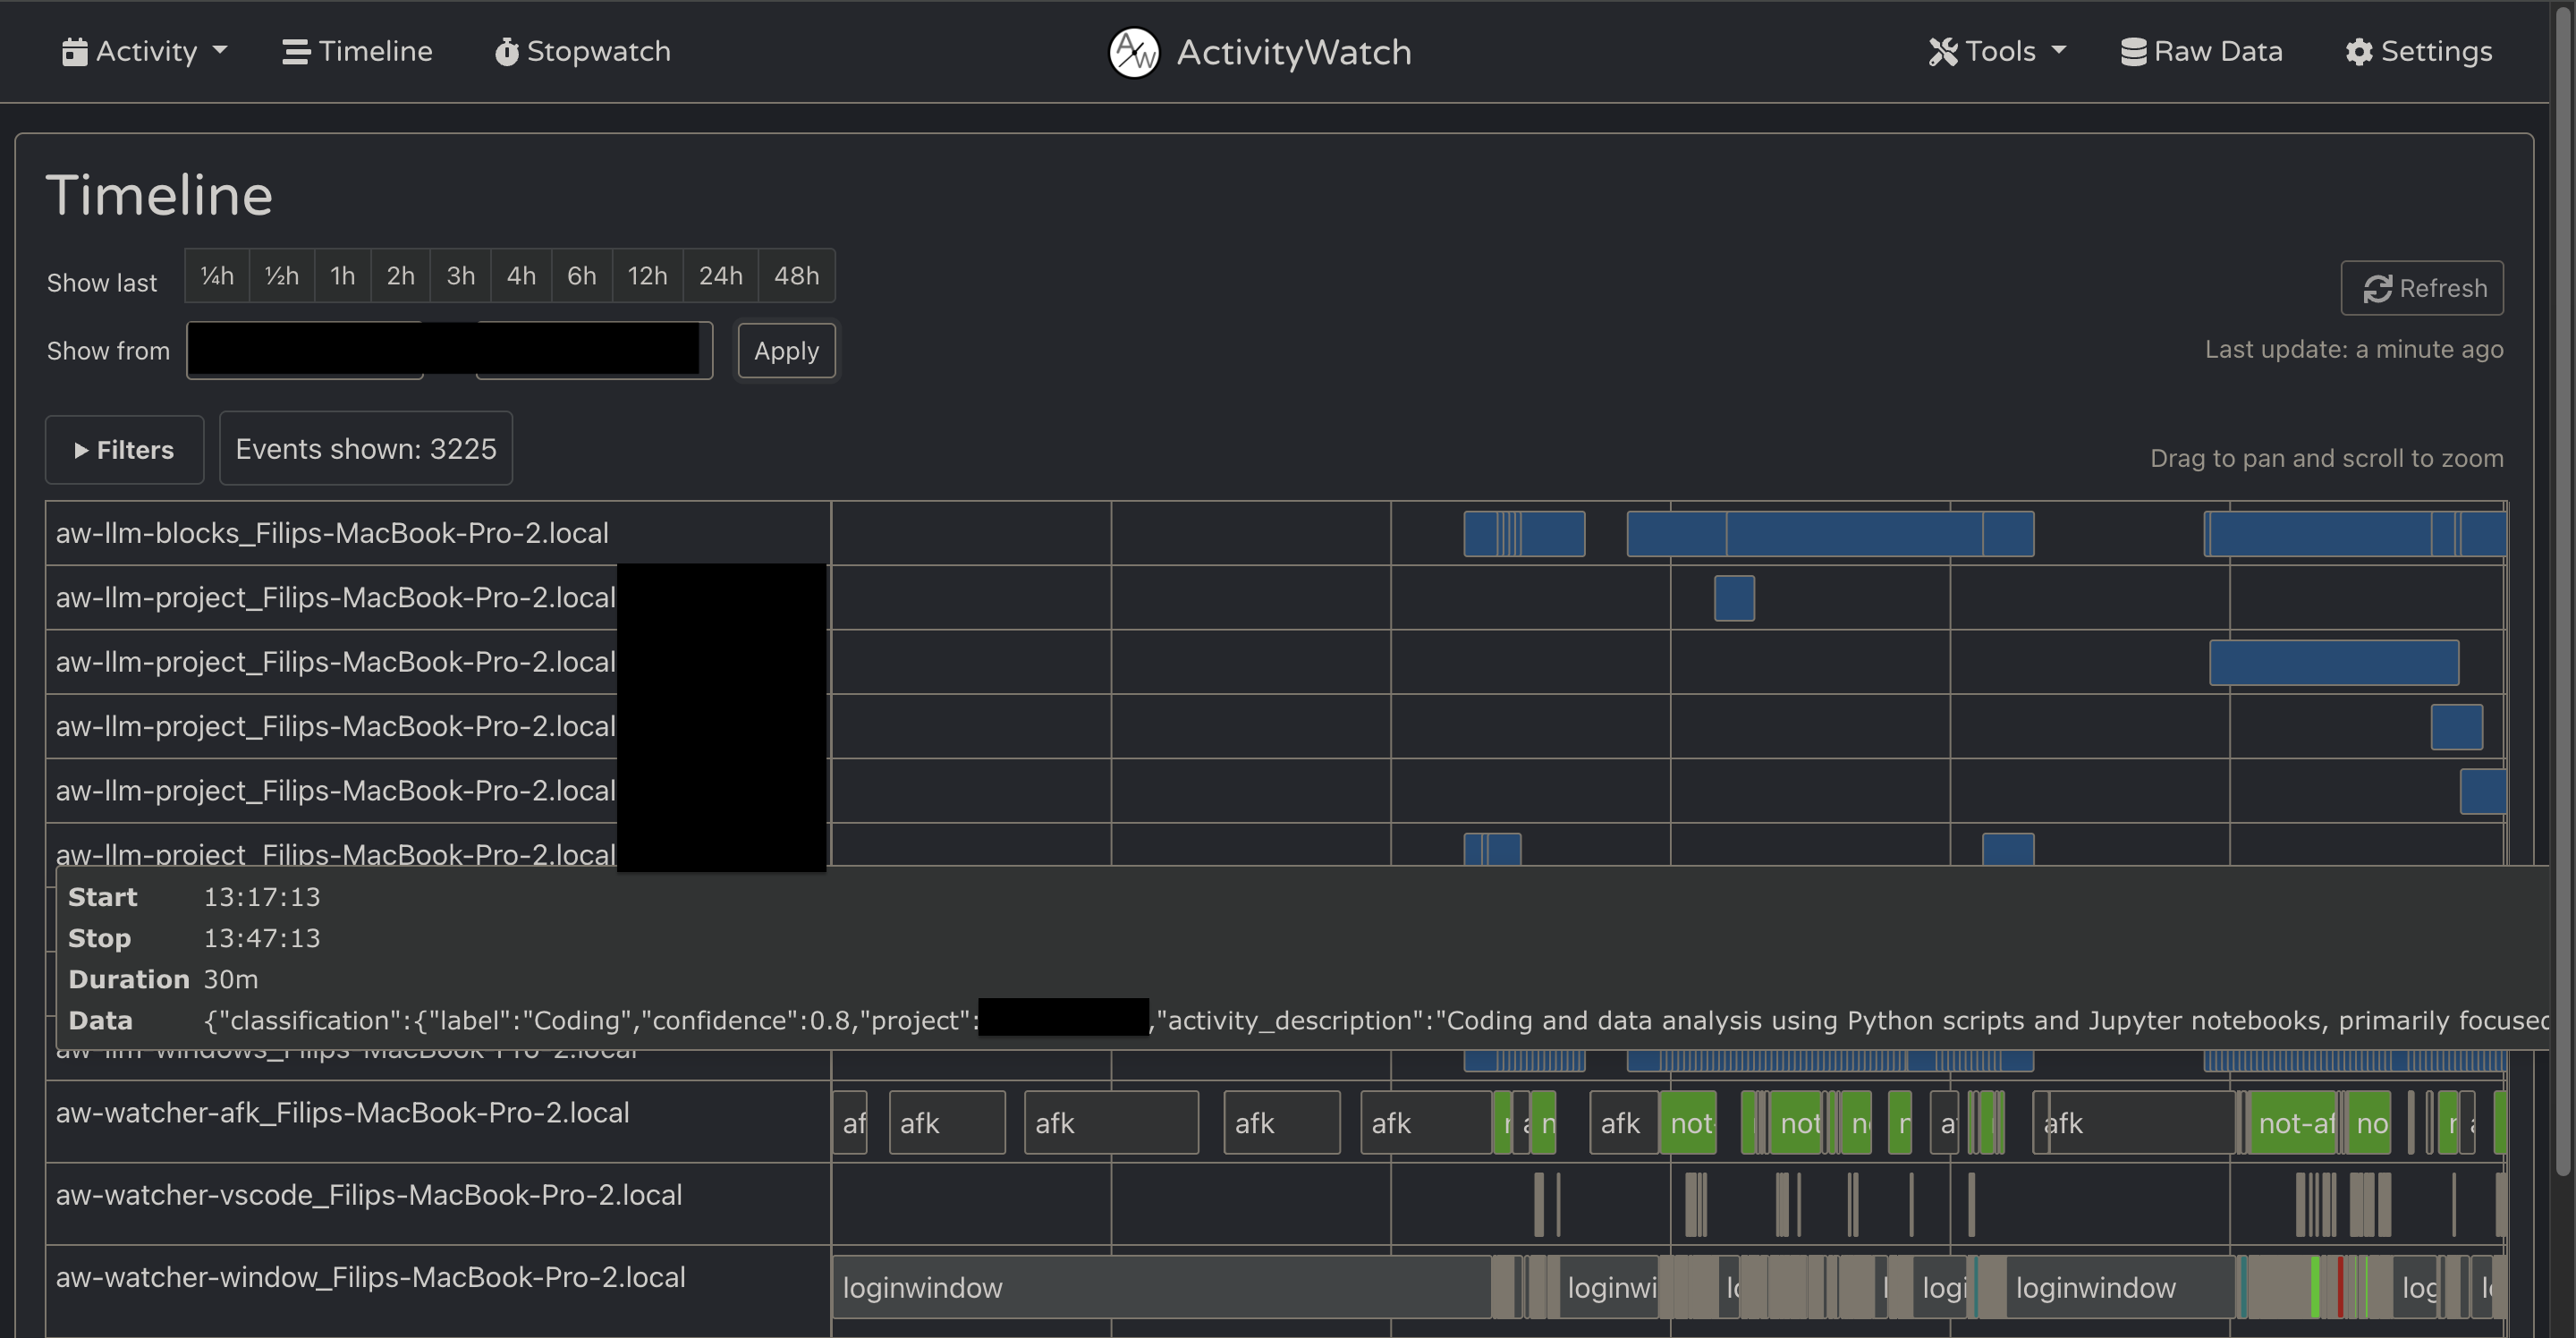 Activity
Timeline
Stopwatch
ActivityWatch
Tools
Raw Data
Settings
Timeline
Show last
¼h ½h 1h 2h 3h 4h 6h 12h 24h 48h
Refresh
Show from
Apply
Last update: a minute ago
Filters
Events shown: 3225
Drag to pan and scroll to zoom
aw-llm-blocks_Filips-MacBook-Pro-2.local
aw-llm-project_Filips-MacBook-Pro-2.local
aw-llm-project_Filips-MacBook-Pro-2.local
aw-llm-project_Filips-MacBook-Pro-2.local
aw-llm-project_Filips-MacBook-Pro-2.local
aw-llm-project_Filips-MacBook-Pro-2.local
Start 13:17:13
Stop 13:47:13
Duration 30m
Data {"classification":{"label":"Coding","confidence":0.8,"project": ,"activity_description":"Coding and data analysis using Python scripts and Jupyter notebooks, primarily focused
aw-llm-windows_Filips-MacBook-Pro-2.local
aw-watcher-afk_Filips-MacBook-Pro-2.local
af afk afk afk afk n a n afk not- not n r a afk not-af no r
aw-watcher-vscode_Filips-MacBook-Pro-2.local
aw-watcher-window_Filips-MacBook-Pro-2.local
loginwindow loginwi lo logi loginwindow log lo